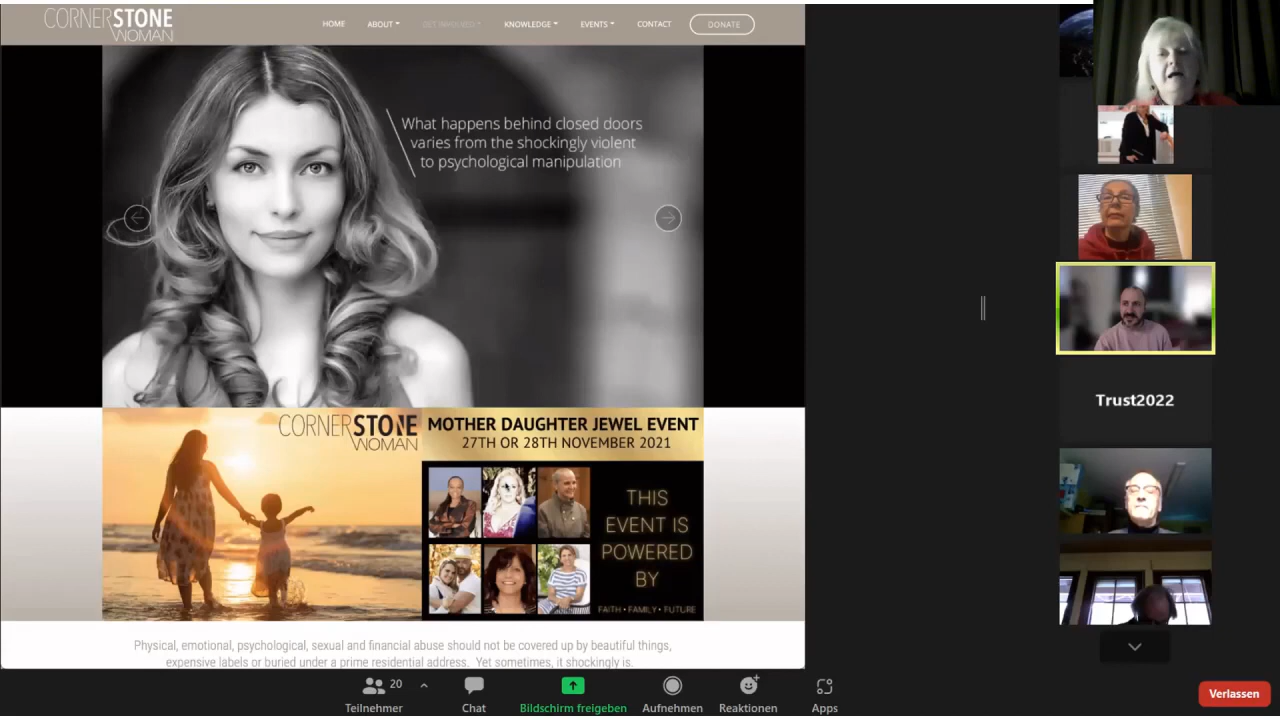 CORNERSTONE
WOMAN
HOME
ABOUT
GET INVOLVED
KNOWLEDGE
EVENTS
CONTACT
DONATE
What happens behind closed doors
varies from the shockingly violent
to psychological manipulation
CORNERSTONE
WOMAN
MOTHER DAUGHTER JEWEL EVENT
27TH OR 28TH NOVEMBER 2021
THIS
EVENT IS
POWERED
BY
FAITH • FAMILY • FUTURE
Physical, emotional, psychological, sexual and financial abuse should not be covered up by beautiful things,
expensive labels or buried under a prime residential address. Yet sometimes, it shockingly is.
Trust2022
20
Teilnehmer
Chat
Bildschirm freigeben
Aufnehmen
Reaktionen
Apps
Verlassen